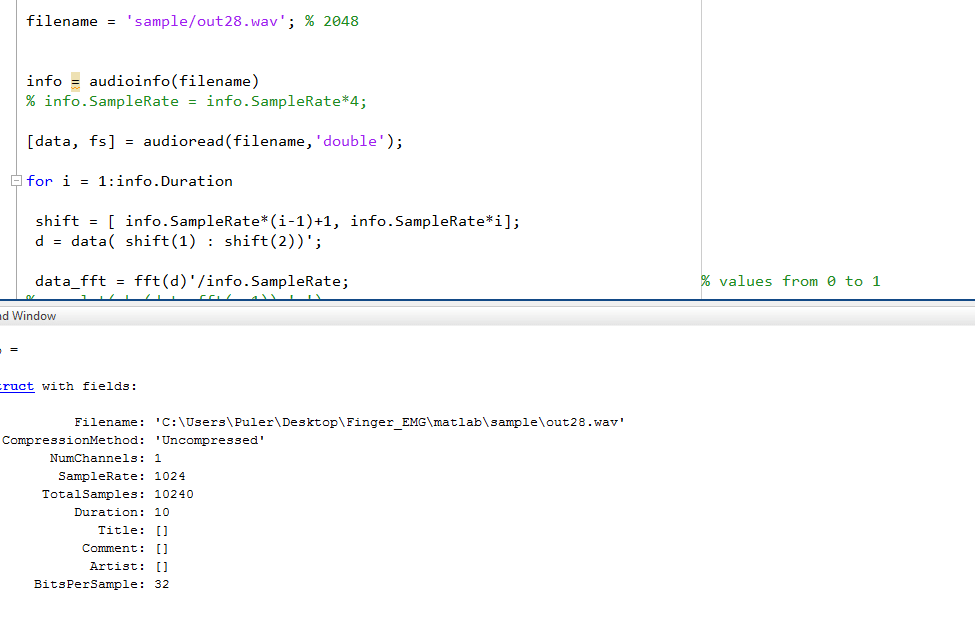 filename = 'sample/out28.wav'; % 2048
info = audioinfo(filename)
% info.SampleRate = info.SampleRate*4;
[data, fs] = audioread(filename,'double');
for i = 1:info.Duration
shift = [ info.SampleRate*(i-1)+1, info.SampleRate*i];
d = data( shift(1) : shift(2))';
data_fft = fft(d)'/info.SampleRate; % values from 0 to 1
d Window
=
truct with fields:
Filename: 'C:\Users\Puler\Desktop\Finger_EMG\matlab\sample\out28.wav'
CompressionMethod: 'Uncompressed'
NumChannels: 1
SampleRate: 1024
TotalSamples: 10240
Duration: 10
Title: []
Comment: []
Artist: []
BitsPerSample: 32